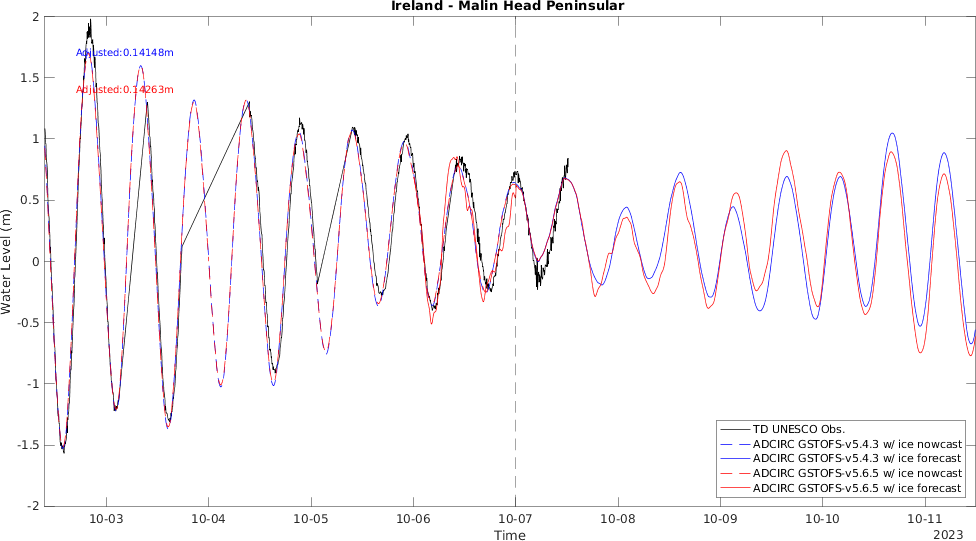 Ireland - Malin Head Peninsular
Adjusted:0.14148m
Adjusted:0.14263m
Water Level (m)
2
1.5
1
0.5
0
-0.5
-1
-1.5
-2
10-03 10-04 10-05 10-06 10-07 10-08 10-09 10-10 10-11
Time
2023
TD UNESCO Obs.
ADCIRC GSTOFS-v5.4.3 w/ ice nowcast
ADCIRC GSTOFS-v5.4.3 w/ ice forecast
ADCIRC GSTOFS-v5.6.5 w/ ice nowcast
ADCIRC GSTOFS-v5.6.5 w/ ice forecast